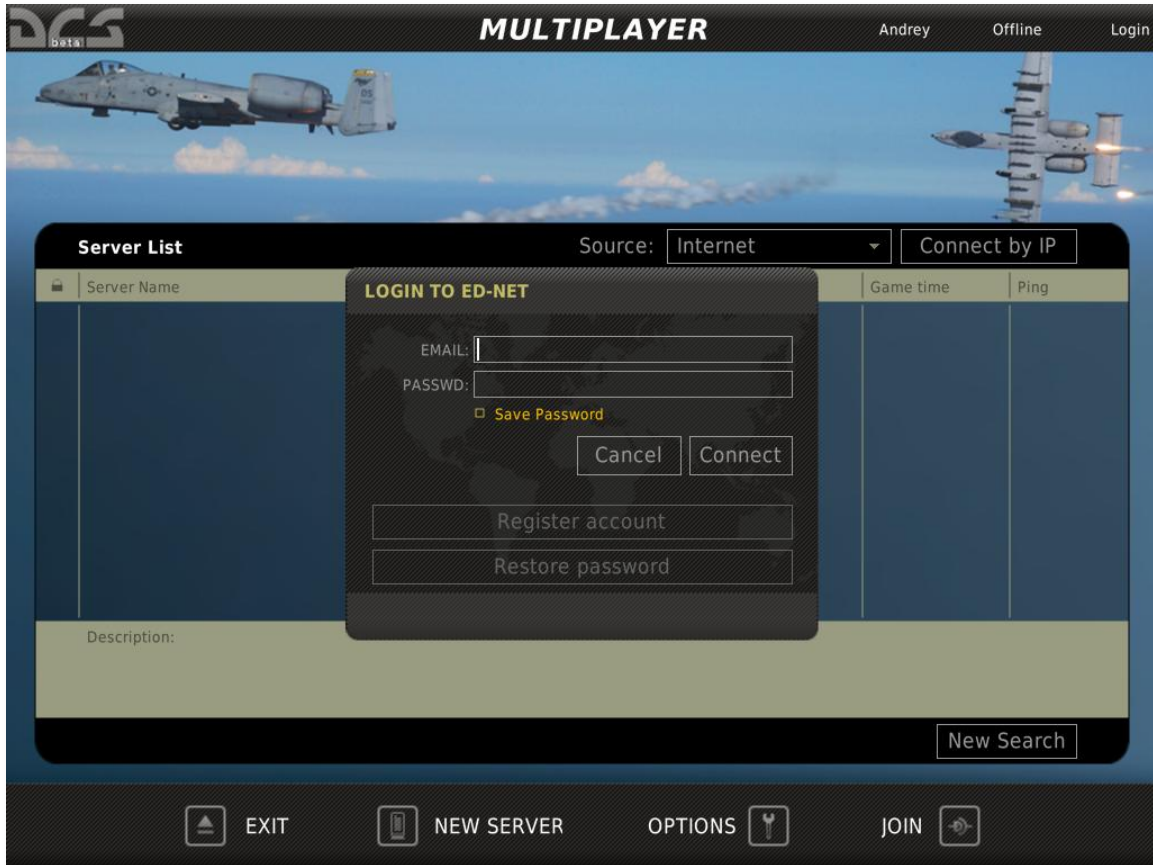 DCS beta
MULTIPLAYER
Andrey Offline Login
Server List Source: Internet Connect by IP
Server Name Game time Ping
LOGIN TO ED-NET
EMAIL:
PASSWD:
Save Password
Cancel Connect
Register account
Restore password
Description:
New Search
EXIT NEW SERVER OPTIONS JOIN